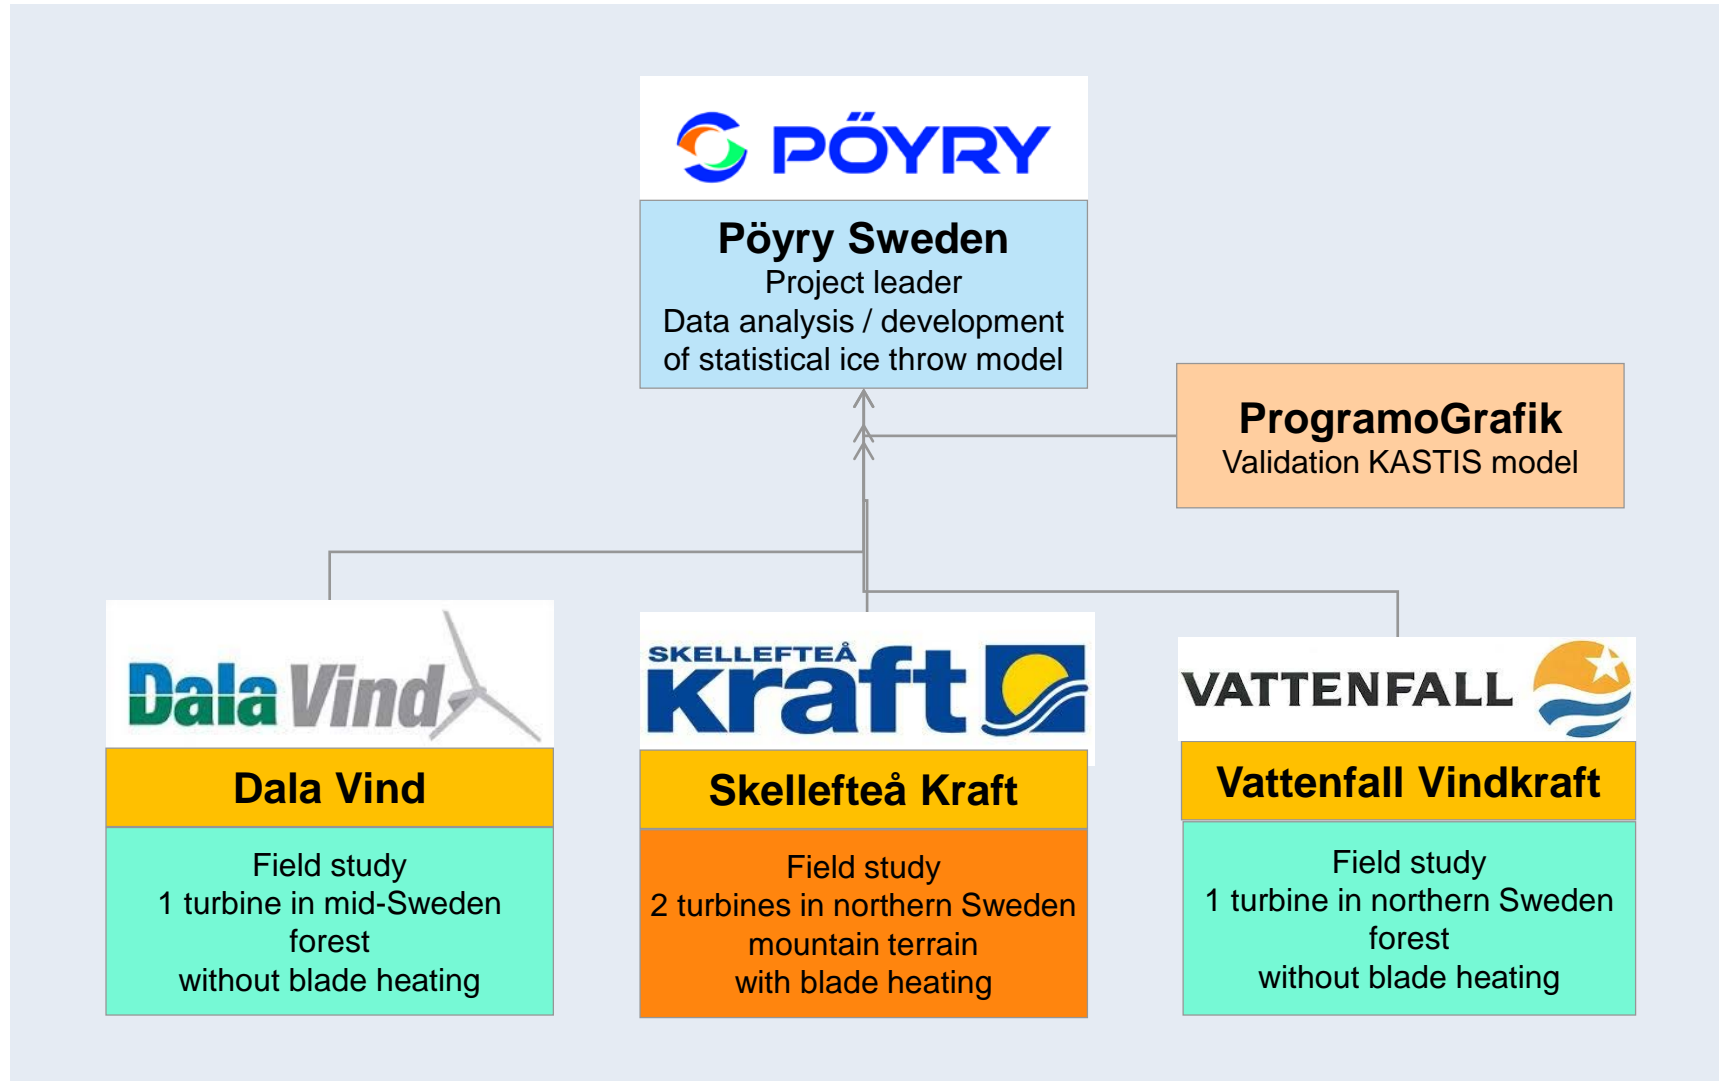 PÖYRY
Pöyry Sweden
Project leader
Data analysis / development
of statistical ice throw model
ProgramoGrafik
Validation KASTIS model
Dala Vind
Dala Vind
Field study
1 turbine in mid-Sweden
forest
without blade heating
SKELLEFTEÅ
Kraft
Skellefteå Kraft
Field study
2 turbines in northern Sweden
mountain terrain
with blade heating
VATTENFALL
Vattenfall Vindkraft
Field study
1 turbine in northern Sweden
forest
without blade heating